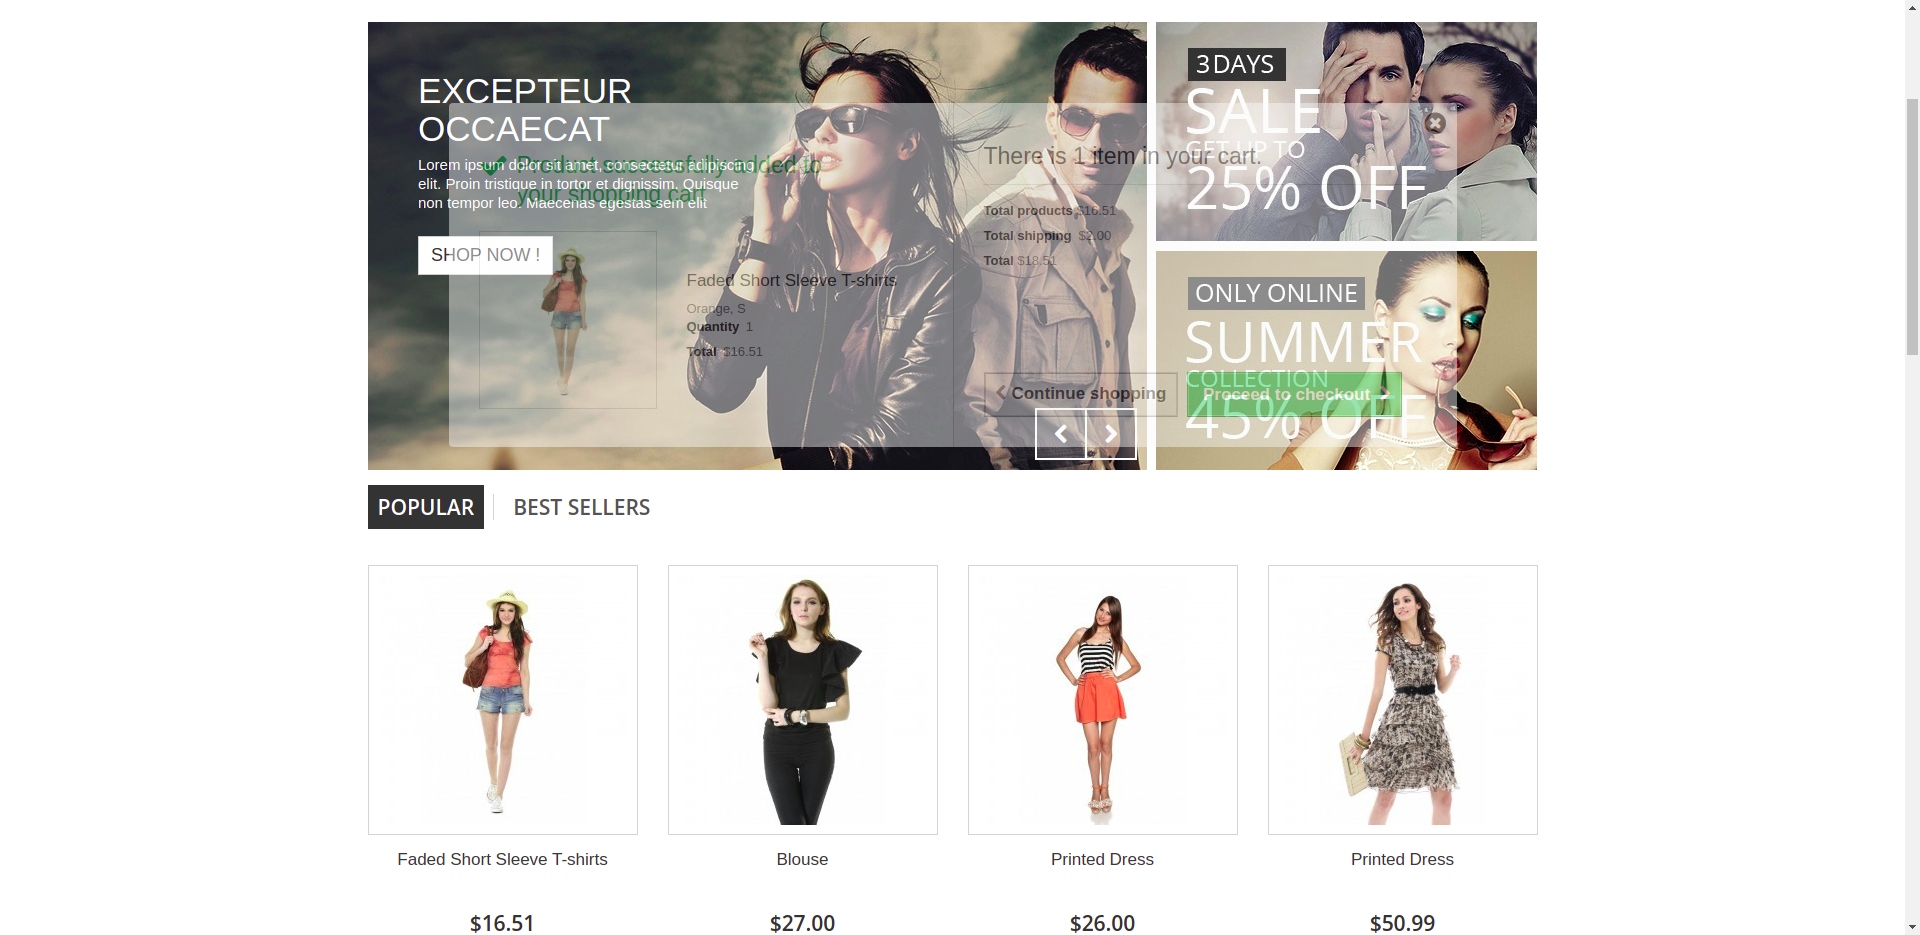 EXCEPTEUR
OCCAECAT
Lorem ipsum dolor sit amet, consectetur adipiscing
elit. Proin tristique in tortor et dignissim. Quisque
non tempor leo. Maecenas egestas sem elit
SHOP NOW !
Product successfully added to
your shopping cart
Faded Short Sleeve T-shirts
Orange, S
Quantity 1
Total $16.51
There is 1 item in your cart.
Total products $16.51
Total shipping $2.00
Total $18.51
Continue shopping
Proceed to checkout
3 DAYS
SALE
GET UP TO
25% OFF
ONLY ONLINE
SUMMER
COLLECTION
45% OFF
POPULAR
BEST SELLERS
Faded Short Sleeve T-shirts
Blouse
Printed Dress
Printed Dress
$16.51
$27.00
$26.00
$50.99